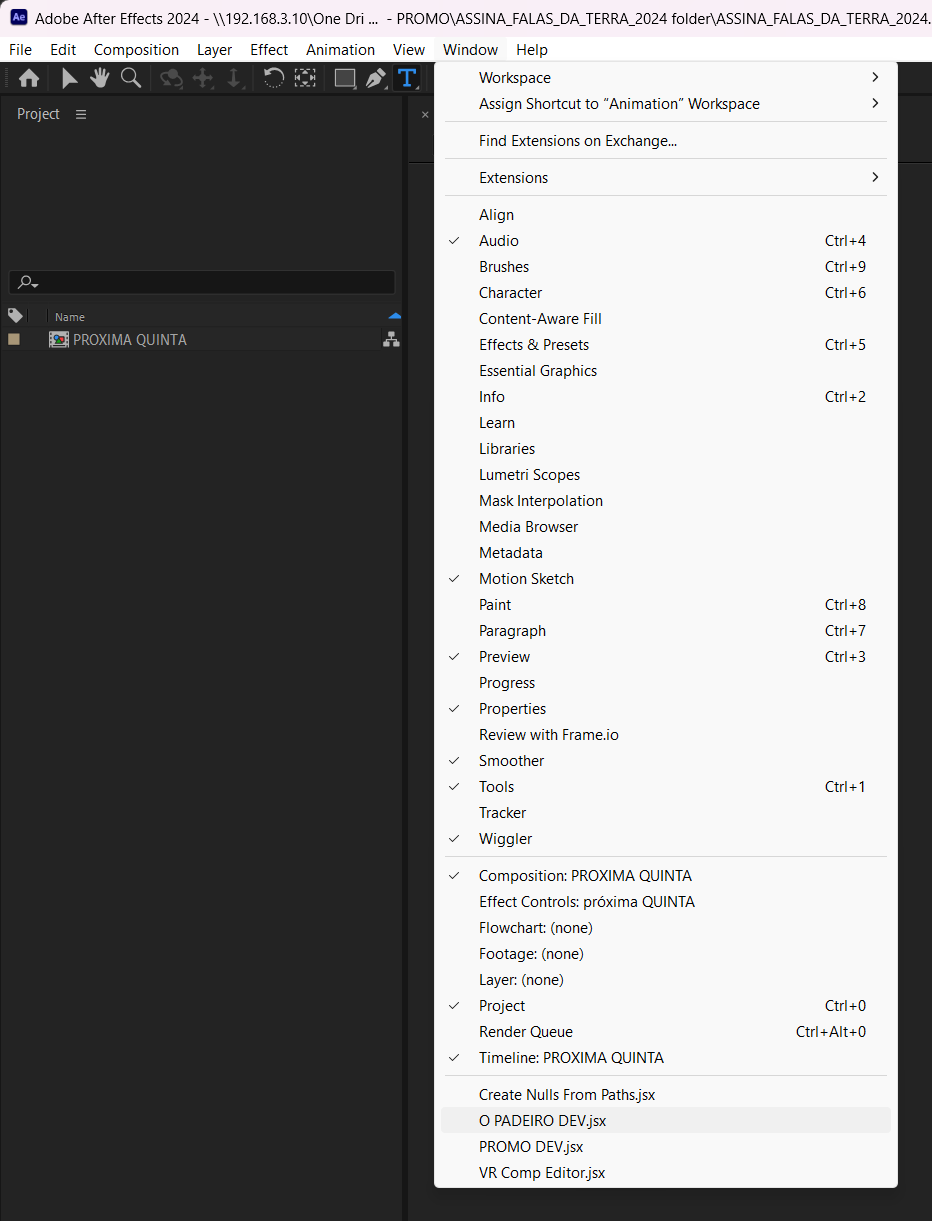 Ae Adobe After Effects 2024 - \\192.168.3.10\One Dri ... - PROMO\ASSINA_FALAS_DA_TERRA_2024 folder\ASSINA_FALAS_DA_TERRA_2024.
File Edit Composition Layer Effect Animation View Window Help
T
Project
Name
PROXIMA QUINTA
Workspace
Assign Shortcut to “Animation” Workspace
Find Extensions on Exchange...
Extensions
Align
Audio Ctrl+4
Brushes Ctrl+9
Character Ctrl+6
Content-Aware Fill
Effects & Presets Ctrl+5
Essential Graphics
Info Ctrl+2
Learn
Libraries
Lumetri Scopes
Mask Interpolation
Media Browser
Metadata
Motion Sketch
Paint Ctrl+8
Paragraph Ctrl+7
Preview Ctrl+3
Progress
Properties
Review with Frame.io
Smoother
Tools Ctrl+1
Tracker
Wiggler
Composition: PROXIMA QUINTA
Effect Controls: próxima QUINTA
Flowchart: (none)
Footage: (none)
Layer: (none)
Project Ctrl+0
Render Queue Ctrl+Alt+0
Timeline: PROXIMA QUINTA
Create Nulls From Paths.jsx
O PADEIRO DEV.jsx
PROMO DEV.jsx
VR Comp Editor.jsx